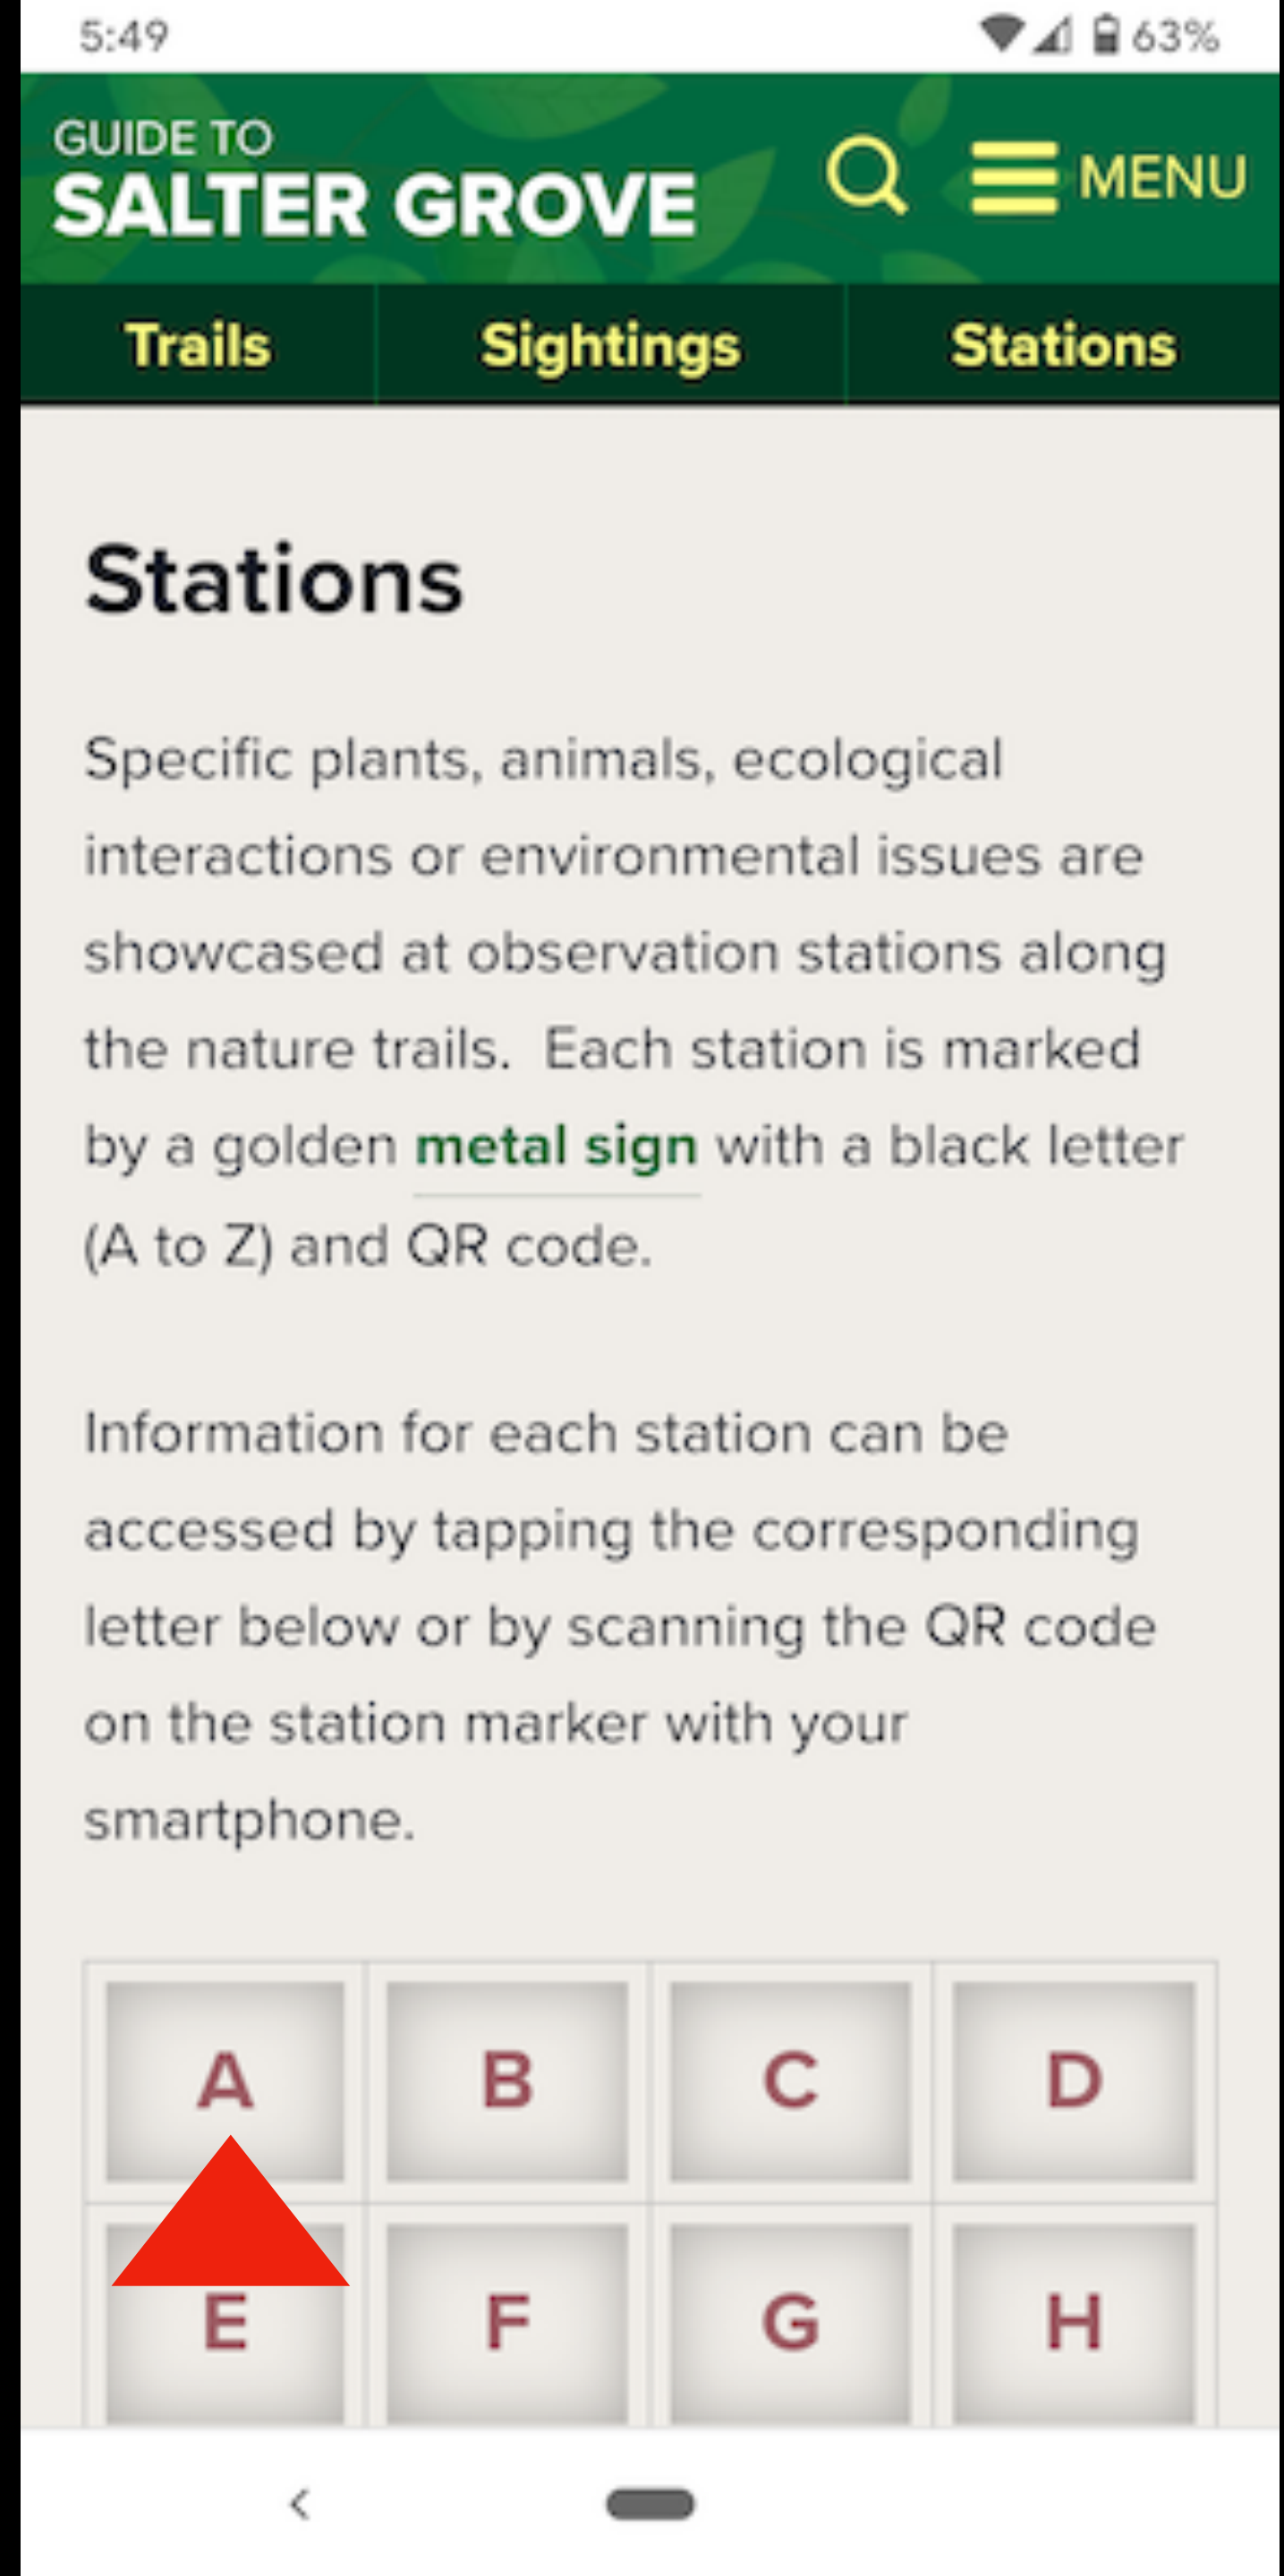 5:49
63%
GUIDE TO
SALTER GROVE
MENU
Trails
Sightings
Stations
Stations
Specific plants, animals, ecological
interactions or environmental issues are
showcased at observation stations along
the nature trails.  Each station is marked
by a golden metal sign with a black letter
(A to Z) and QR code.
Information for each station can be
accessed by tapping the corresponding
letter below or by scanning the QR code
on the station marker with your
smartphone.
A B C D
E F G H